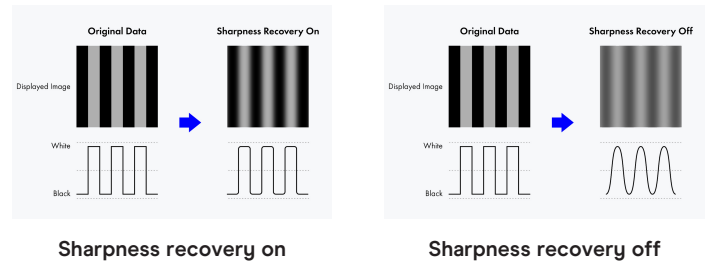 Original Data
Sharpness Recovery On
Displayed Image
White
Black
Sharpness recovery on
Original Data
Sharpness Recovery Off
Displayed Image
White
Black
Sharpness recovery off